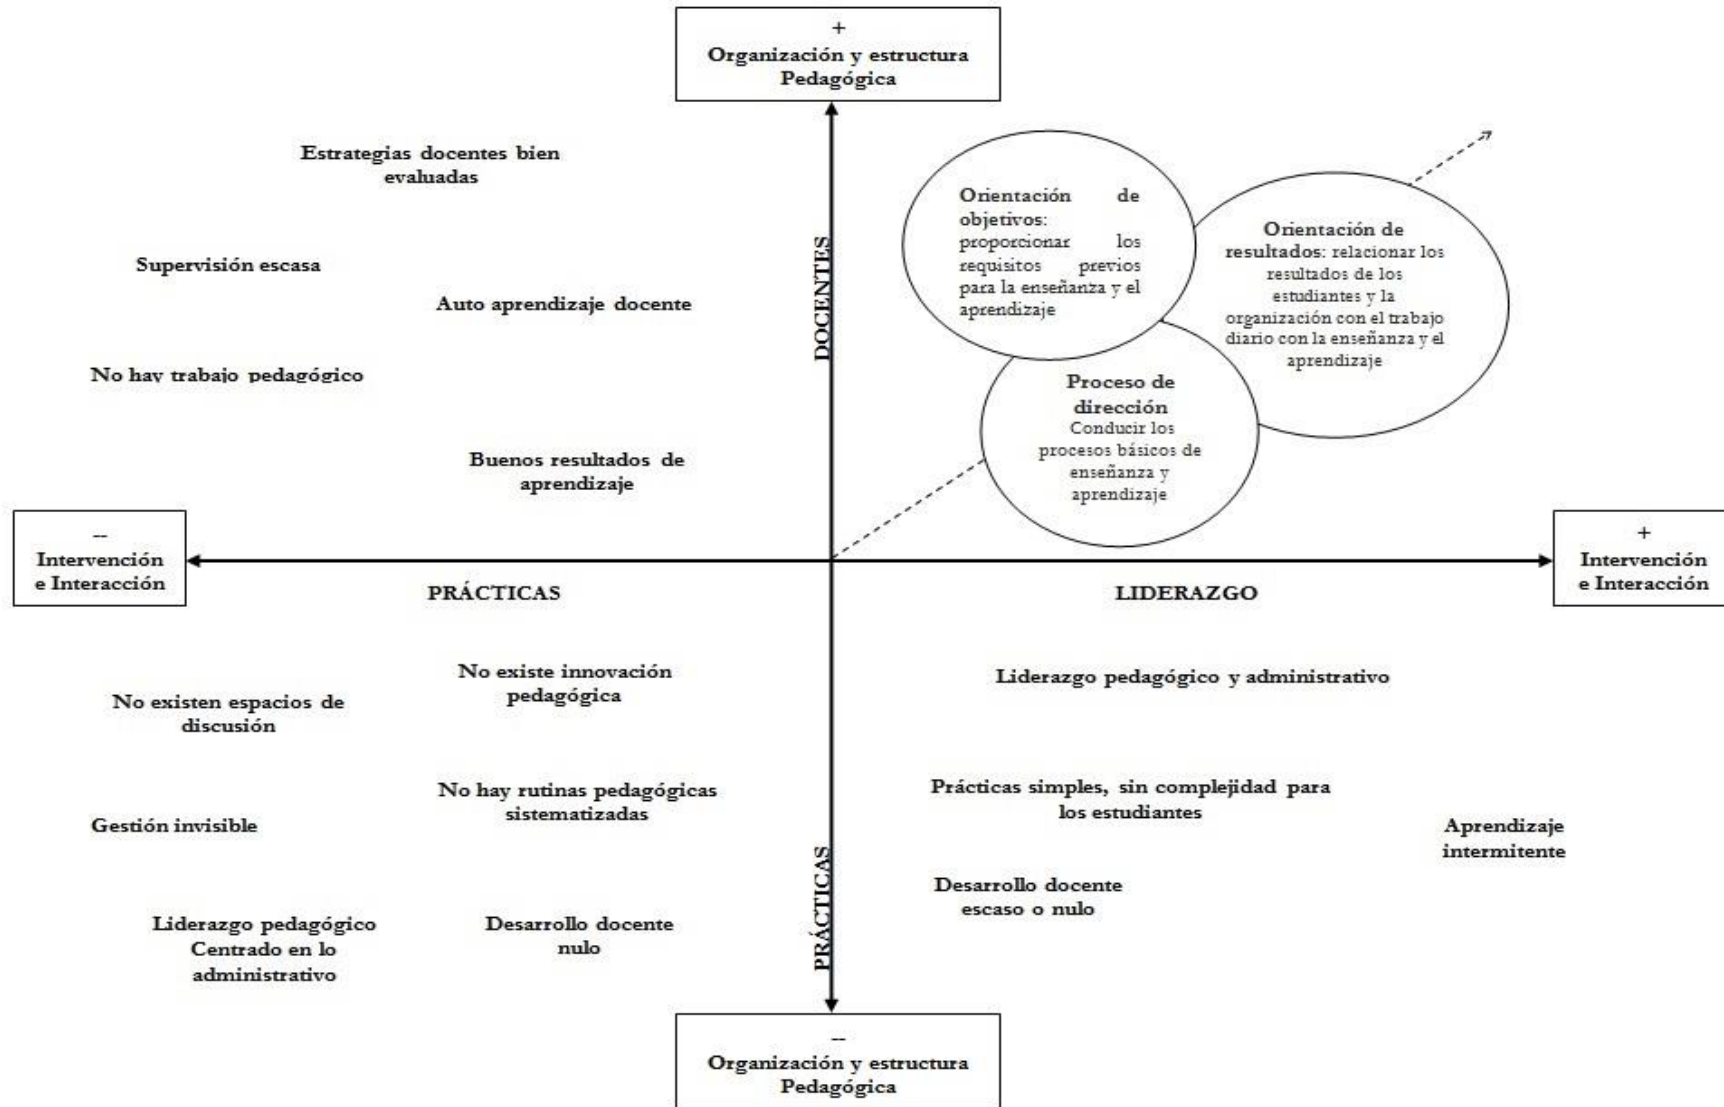 +
Organización y estructura
Pedagógica
Estrategias docentes bien
evaluadas
Supervisión escasa
Auto aprendizaje docente
No hay trabajo pedagógico
Buenos resultados de
aprendizaje
DOCENTES
Orientación de
objetivos:
proporcionar los
requisitos previos
para la enseñanza y el
aprendizaje
Orientación de
resultados: relacionar los
resultados de los
estudiantes y la
organización con el trabajo
diario con la enseñanza y el
aprendizaje
Proceso de
dirección
Conducir los
procesos básicos de
enseñanza y
aprendizaje
--
Intervención
e Interacción
PRÁCTICAS
LIDERAZGO
+
Intervención
e Interacción
No existe innovación
pedagógica
No existen espacios de
discusión
No hay rutinas pedagógicas
sistematizadas
Gestión invisible
Liderazgo pedagógico
Centrado en lo
administrativo
Desarrollo docente
nulo
PRÁCTICAS
Liderazgo pedagógico y administrativo
Prácticas simples, sin complejidad para
los estudiantes
Aprendizaje
intermitente
Desarrollo docente
escaso o nulo
--
Organización y estructura
Pedagógica